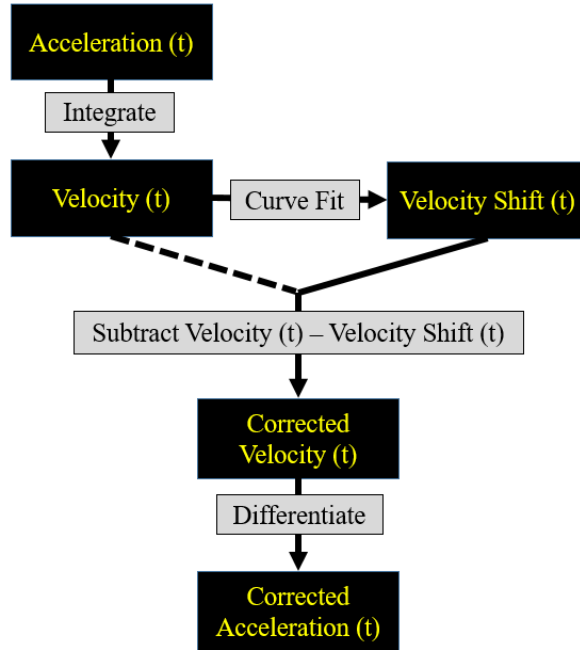 Acceleration (t)
Integrate
Velocity (t)
Curve Fit
Velocity Shift (t)
Subtract Velocity (t) – Velocity Shift (t)
Corrected
Velocity (t)
Differentiate
Corrected
Acceleration (t)